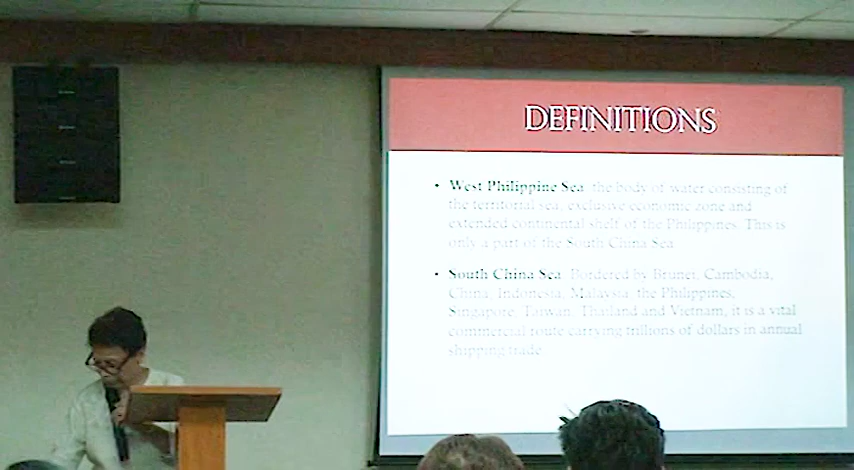 DEFINITIONS
• West Philippine Sea the body of water consisting of
the territorial sea, exclusive economic zone and
extended continental shelf of the Philippines. This is
only a part of the South China Sea
• South China Sea Bordered by Brunei, Cambodia,
China, Indonesia, Malaysia, the Philippines,
Singapore, Taiwan, Thailand and Vietnam, it is a vital
commercial route carrying trillions of dollars in annual
shipping trade